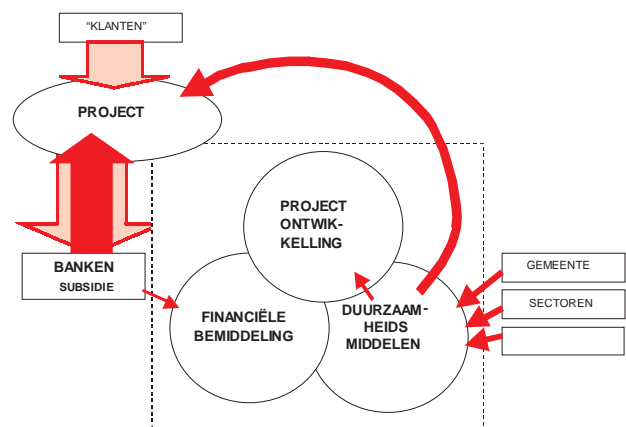 "KLANTEN"
PROJECT
PROJECT
ONTWIK-
KELLING
BANKEN
SUBSIDIE
FINANCIËLE
BEMIDDELING
DUURZAAM-
HEIDS
MIDDELEN
GEMEENTE
SECTOREN